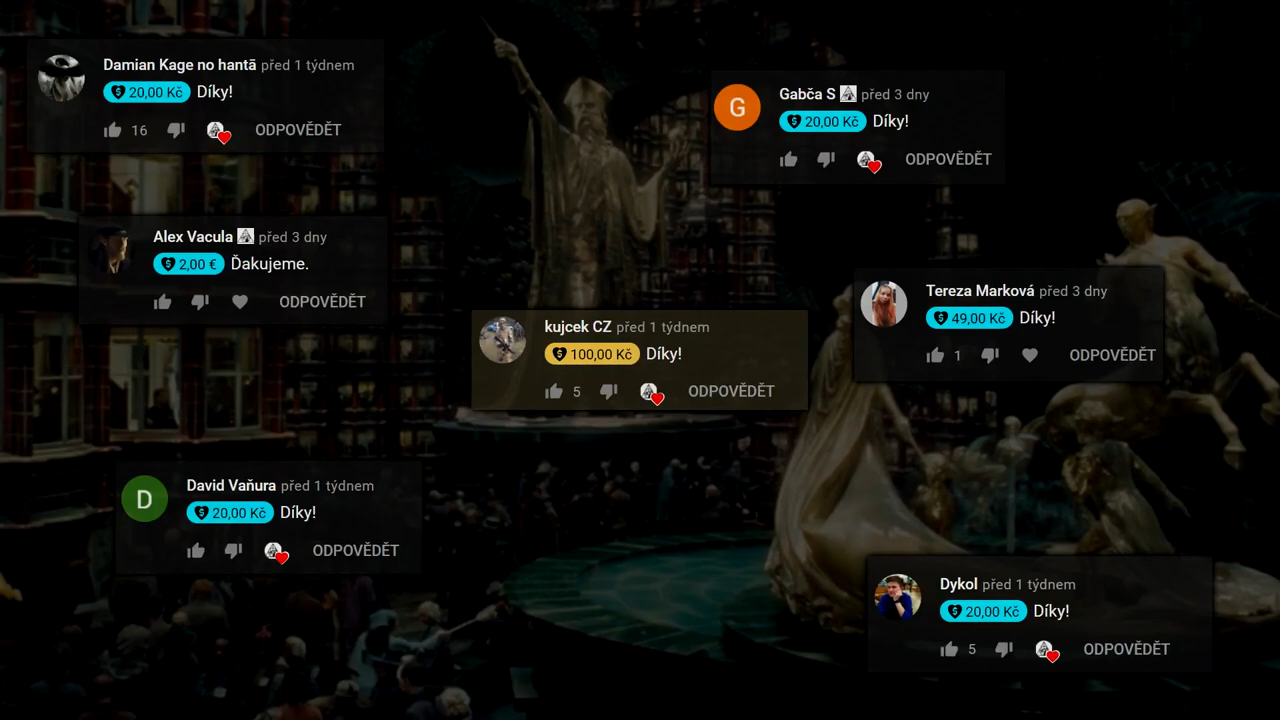 Damian Kage no hantā před 1 týdnem
20,00 Kč Díky!
16 ODPOVĚDĚT
Gabča S před 3 dny
20,00 Kč Díky!
ODPOVĚDĚT
Alex Vacula před 3 dny
2,00 € Ďakujeme.
ODPOVĚDĚT
Tereza Marková před 3 dny
49,00 Kč Díky!
1 ODPOVĚDĚT
kujcek CZ před 1 týdnem
100,00 Kč Díky!
5 ODPOVĚDĚT
D
David Vaňura před 1 týdnem
20,00 Kč Díky!
ODPOVĚDĚT
Dykol před 1 týdnem
20,00 Kč Díky!
5 ODPOVĚDĚT
G